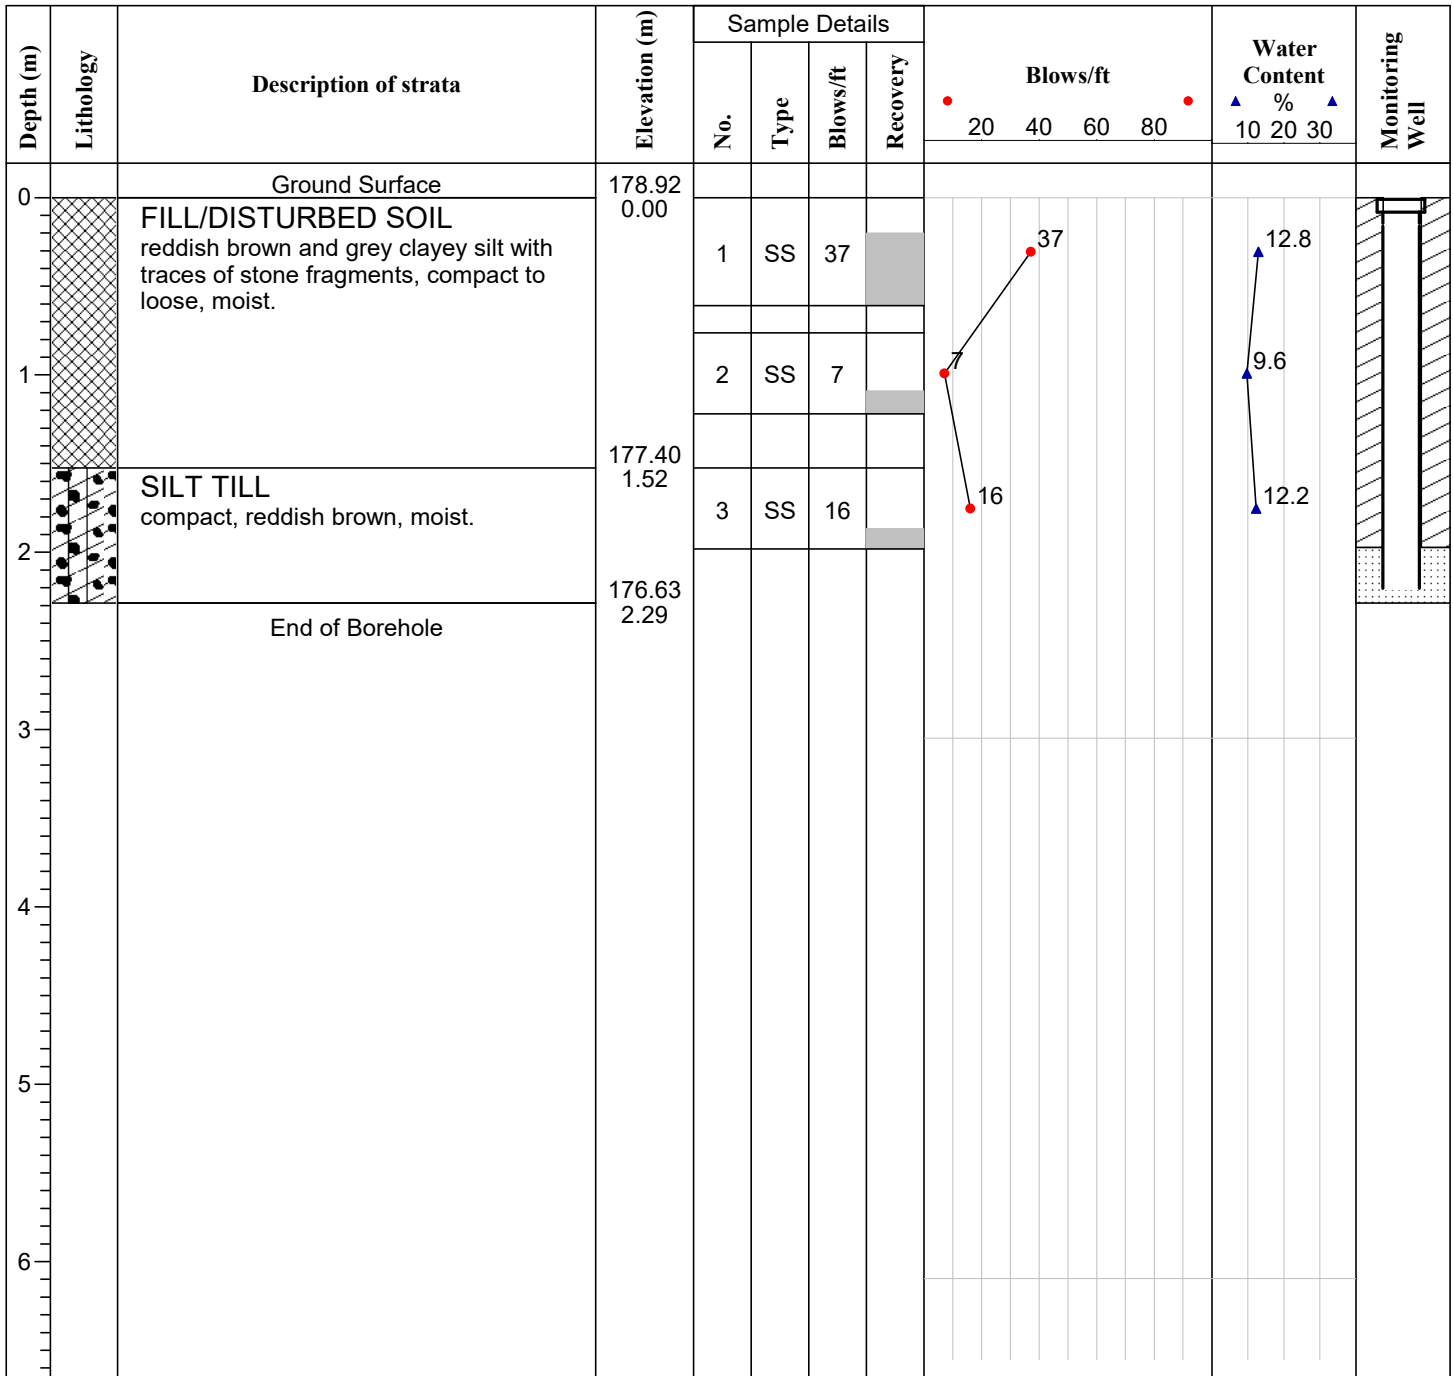 Depth (m)
Lithology
Description of strata
Elevation (m)
Sample Details
No.
Type
Blows/ft
Recovery
Blows/ft
20 40 60 80
Water
Content
%
10 20 30
Monitoring
Well
Ground Surface
178.92
0.00
0
FILL/DISTURBED SOIL
reddish brown and grey clayey silt with
traces of stone fragments, compact to
loose, moist.
1 SS 37
37
12.8
1
2 SS 7
7
9.6
177.40
1.52
SILT TILL
compact, reddish brown, moist.
3 SS 16
16
12.2
2
176.63
2.29
End of Borehole
3
4
5
6